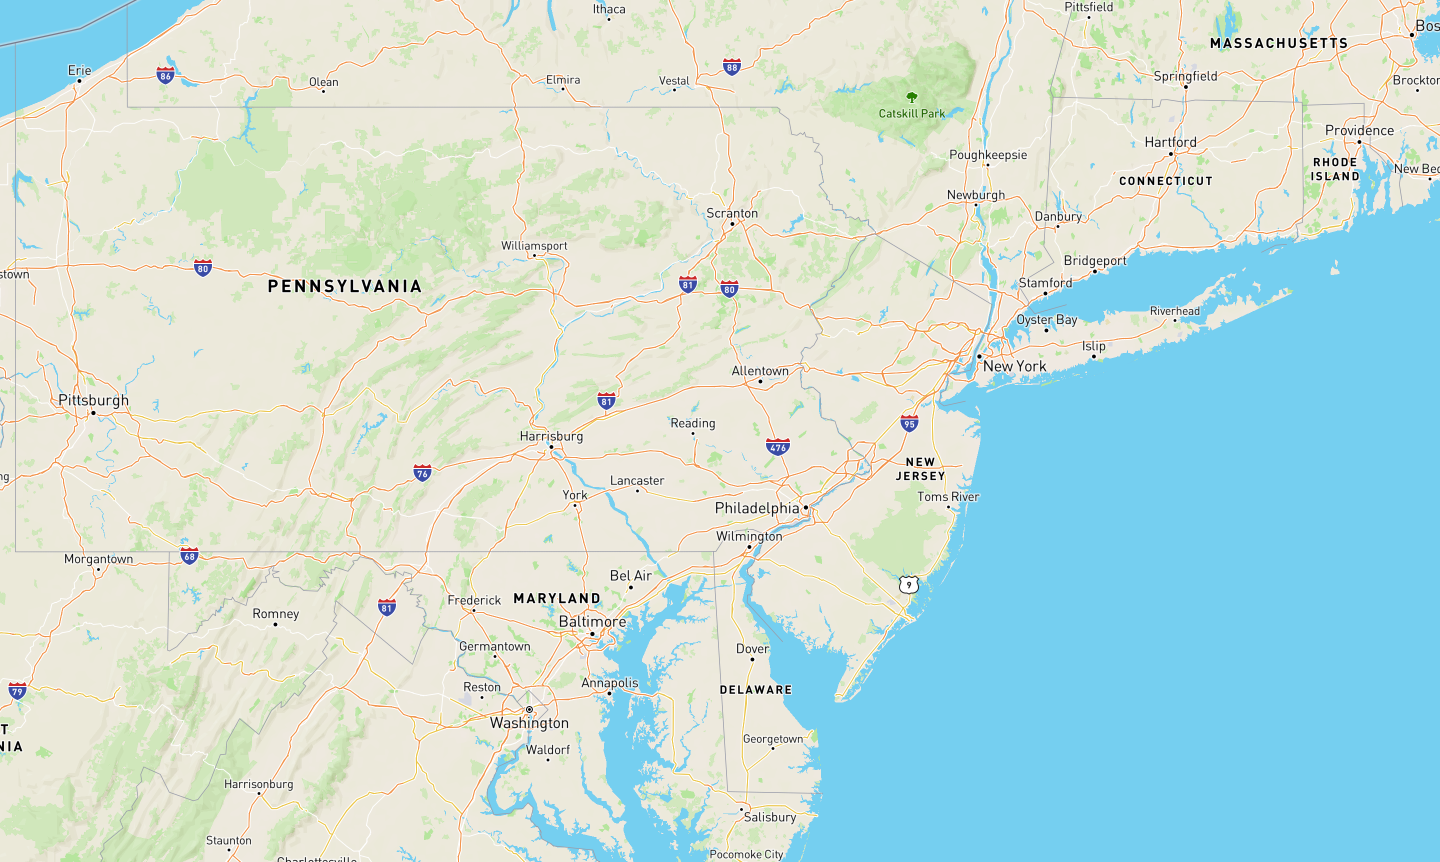 Ithaca
Pittsfield
Bos
MASSACHUSETTS
Erie
86
Olean
Elmira
Vestal
88
Springfield
Brockton
Catskill Park
Hartford
Providence
Poughkeepsie
RHODE
ISLAND
New Bed
CONNECTICUT
Newburgh
Scranton
Danbury
Williamsport
Bridgeport
stown
80
PENNSYLVANIA
81
80
Stamford
Riverhead
Oyster Bay
Islip
New York
Allentown
Pittsburgh
81
Reading
95
Harrisburg
476
NEW
JERSEY
76
ng
Lancaster
York
Toms River
Philadelphia
Wilmington
Morgantown
68
Bel Air
9
Frederick
MARYLAND
81
Romney
Baltimore
Germantown
Dover
79
Reston
Annapolis
DELAWARE
Washington
T
NIA
Waldorf
Georgetown
Harrisonburg
Salisbury
Staunton
Charlottesville
Pocomoke City